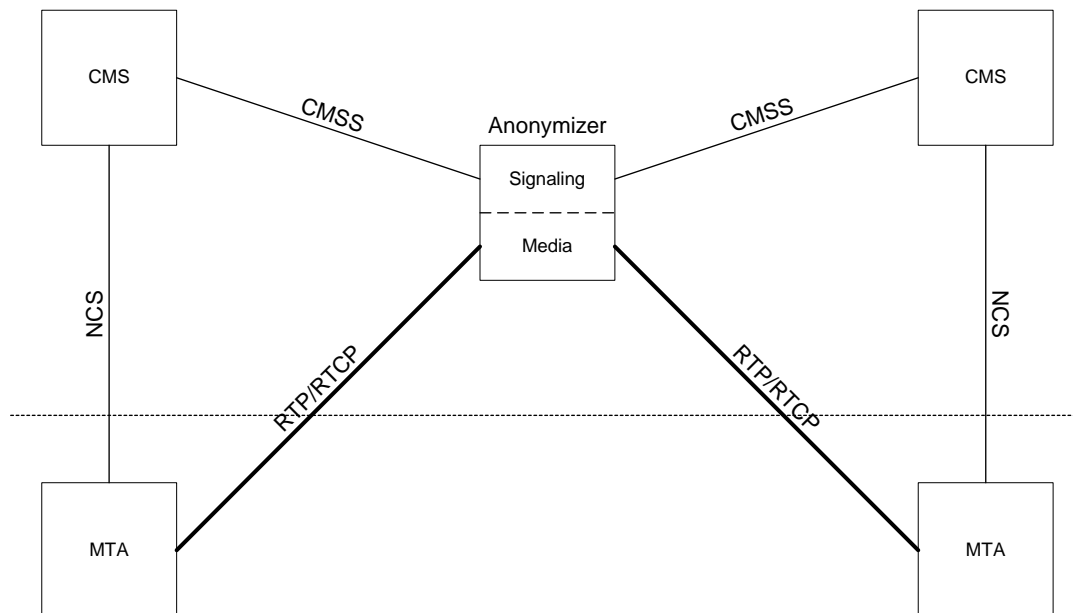 CMS
CMS
CMSS
CMSS
Anonymizer
Signaling
Media
NCS
NCS
RTP/RTCP
RTP/RTCP
MTA
MTA